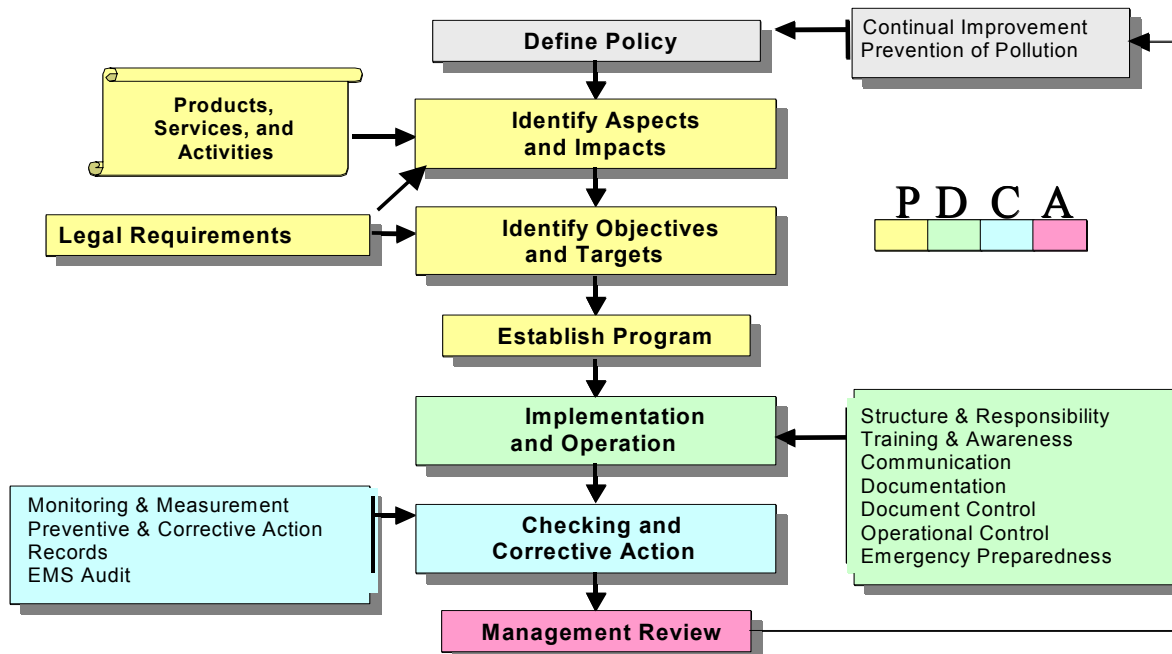 Define Policy
Continual Improvement
Prevention of Pollution
Products,
Services, and
Activities
Identify Aspects
and Impacts
Legal Requirements
Identify Objectives
and Targets
P D C A
Establish Program
Implementation
and Operation
Structure & Responsibility
Training & Awareness
Communication
Documentation
Document Control
Operational Control
Emergency Preparedness
Monitoring & Measurement
Preventive & Corrective Action
Records
EMS Audit
Checking and
Corrective Action
Management Review